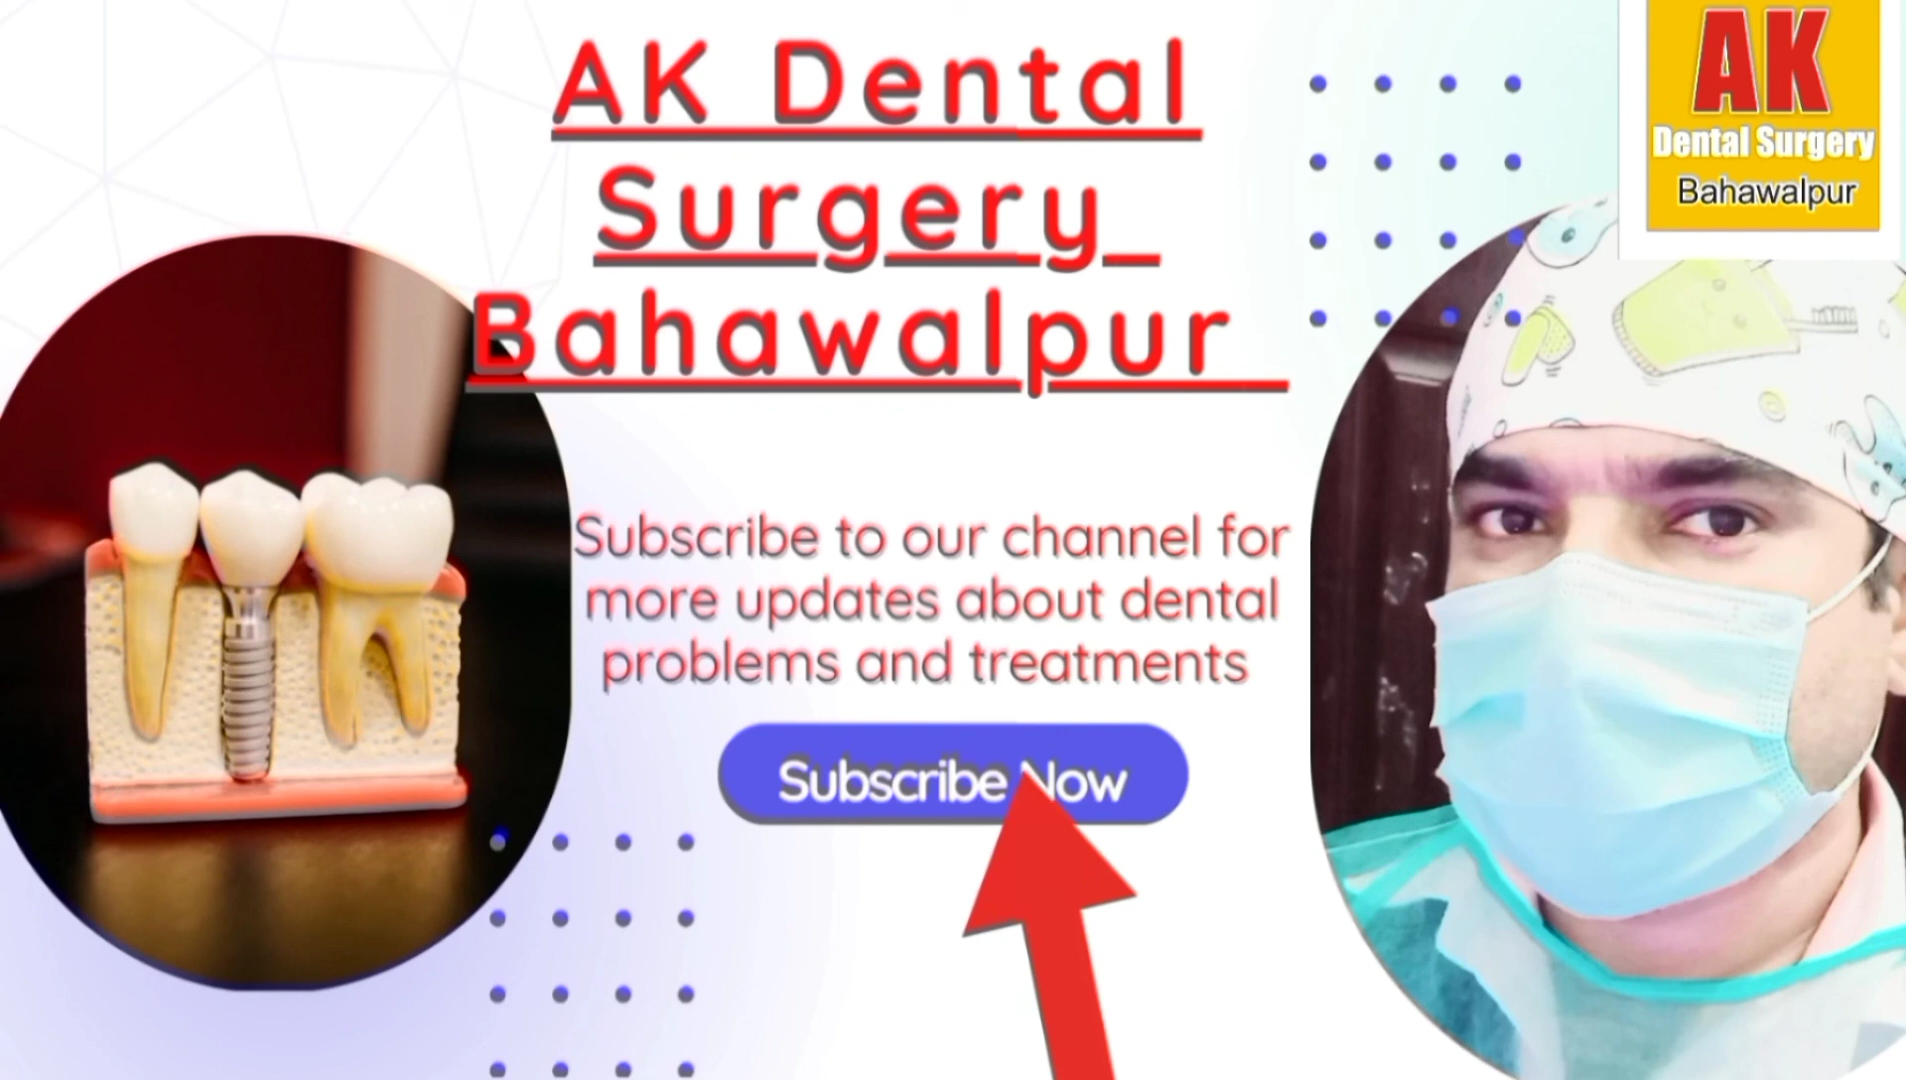 AK Dental
Surgery
Bahawalpur
Subscribe to our channel for
more updates about dental
problems and treatments
Subscribe Now
AK
Dental Surgery
Bahawalpur